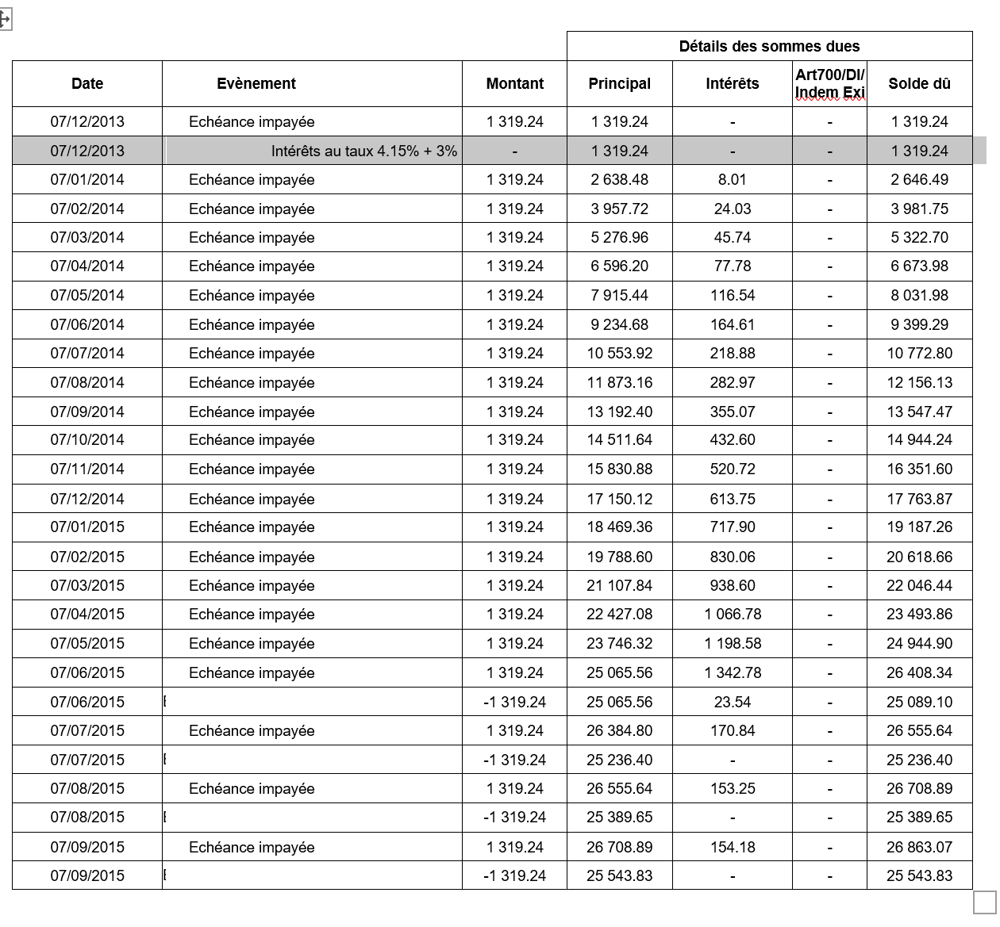 Détails des sommes dues
Date Evènement Montant Principal Intérêts Art700/DI/ Indem Exi Solde dû
07/12/2013 Echéance impayée 1 319.24 1 319.24 - - 1 319.24
07/12/2013 Intérêts au taux 4.15% + 3% - 1 319.24 - - 1 319.24
07/01/2014 Echéance impayée 1 319.24 2 638.48 8.01 - 2 646.49
07/02/2014 Echéance impayée 1 319.24 3 957.72 24.03 - 3 981.75
07/03/2014 Echéance impayée 1 319.24 5 276.96 45.74 - 5 322.70
07/04/2014 Echéance impayée 1 319.24 6 596.20 77.78 - 6 673.98
07/05/2014 Echéance impayée 1 319.24 7 915.44 116.54 - 8 031.98
07/06/2014 Echéance impayée 1 319.24 9 234.68 164.61 - 9 399.29
07/07/2014 Echéance impayée 1 319.24 10 553.92 218.88 - 10 772.80
07/08/2014 Echéance impayée 1 319.24 11 873.16 282.97 - 12 156.13
07/09/2014 Echéance impayée 1 319.24 13 192.40 355.07 - 13 547.47
07/10/2014 Echéance impayée 1 319.24 14 511.64 432.60 - 14 944.24
07/11/2014 Echéance impayée 1 319.24 15 830.88 520.72 - 16 351.60
07/12/2014 Echéance impayée 1 319.24 17 150.12 613.75 - 17 763.87
07/01/2015 Echéance impayée 1 319.24 18 469.36 717.90 - 19 187.26
07/02/2015 Echéance impayée 1 319.24 19 788.60 830.06 - 20 618.66
07/03/2015 Echéance impayée 1 319.24 21 107.84 938.60 - 22 046.44
07/04/2015 Echéance impayée 1 319.24 22 427.08 1 066.78 - 23 493.86
07/05/2015 Echéance impayée 1 319.24 23 746.32 1 198.58 - 24 944.90
07/06/2015 Echéance impayée 1 319.24 25 065.56 1 342.78 - 26 408.34
07/06/2015 -1 319.24 25 065.56 23.54 - 25 089.10
07/07/2015 Echéance impayée 1 319.24 26 384.80 170.84 - 26 555.64
07/07/2015 -1 319.24 25 236.40 - - 25 236.40
07/08/2015 Echéance impayée 1 319.24 26 555.64 153.25 - 26 708.89
07/08/2015 -1 319.24 25 389.65 - - 25 389.65
07/09/2015 Echéance impayée 1 319.24 26 708.89 154.18 - 26 863.07
07/09/2015 -1 319.24 25 543.83 - - 25 543.83